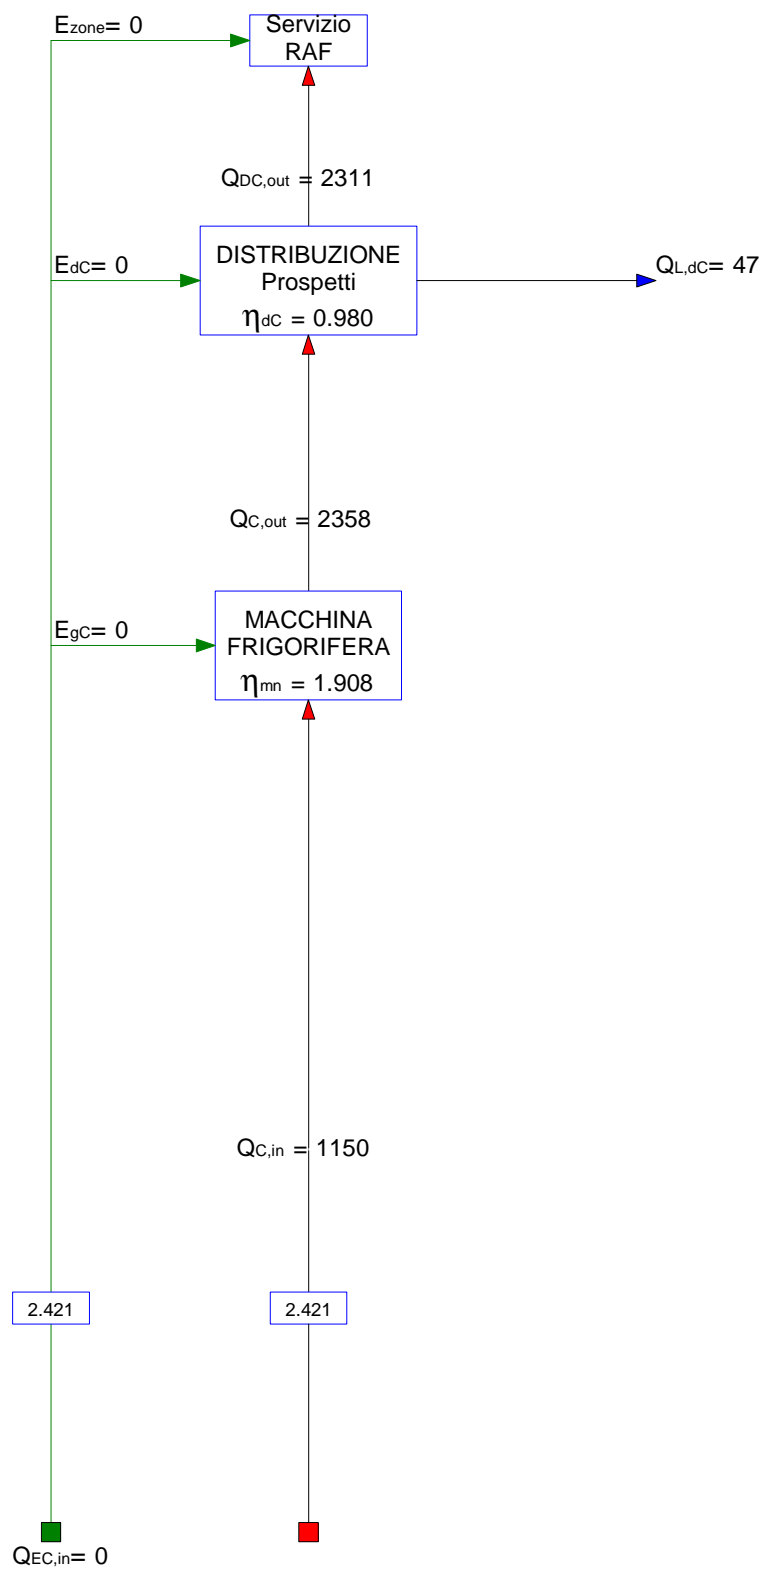 Ezone= 0
Servizio
RAF
QDC,out = 2311
DISTRIBUZIONE
Prospetti
ηdC = 0.980
EdC= 0
QL,dC= 47
QC,out = 2358
EgC= 0
MACCHINA
FRIGORIFERA
ηmn = 1.908
QC,in = 1150
2.421
2.421
QEC,in= 0